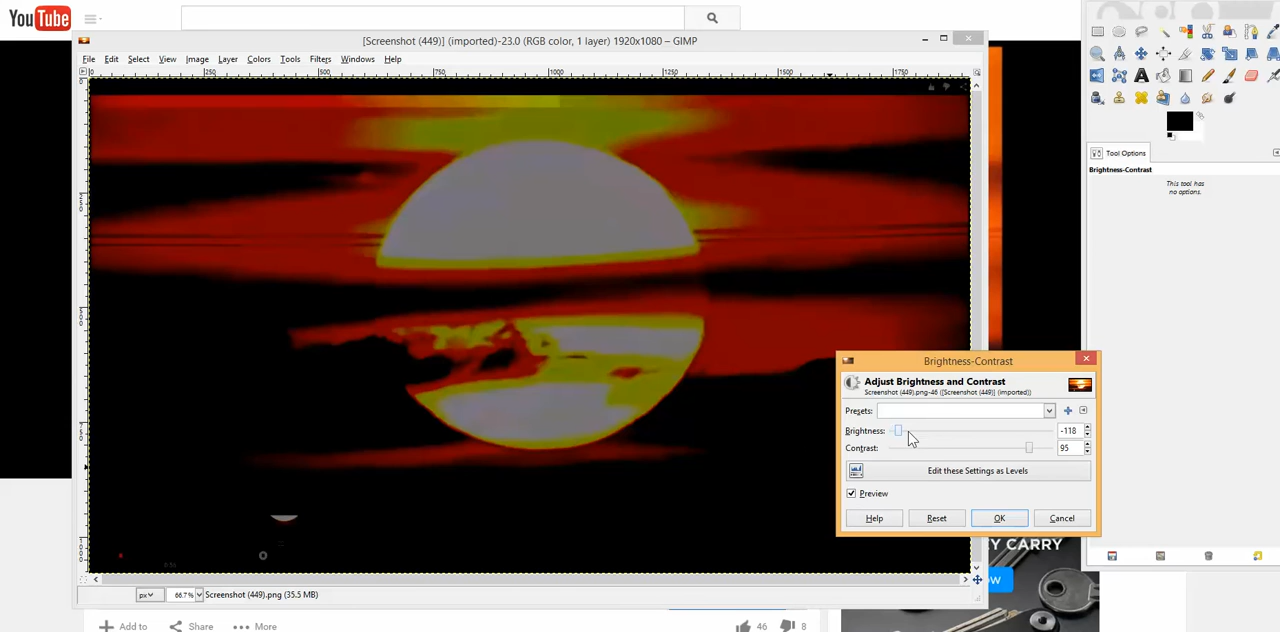 YouTube
[Screenshot (449)] (imported)-23.0 (RGB color, 1 layer) 1920x1080 – GIMP
File Edit Select View Image Layer Colors Tools Filters Windows Help
0 250 500 750 1000 1250 1500 1750
Tool Options
Brightness-Contrast
This tool has
no options.
Brightness-Contrast
Adjust Brightness and Contrast
Screenshot (449).png-46 ([Screenshot (449)] (imported))
Presets:
Brightness: -118
Contrast: 95
Edit these Settings as Levels
Preview
Help Reset OK Cancel
Y CARRY
OW
px 66.7% Screenshot (449).png (35.5 MB)
Add to Share More 46 8